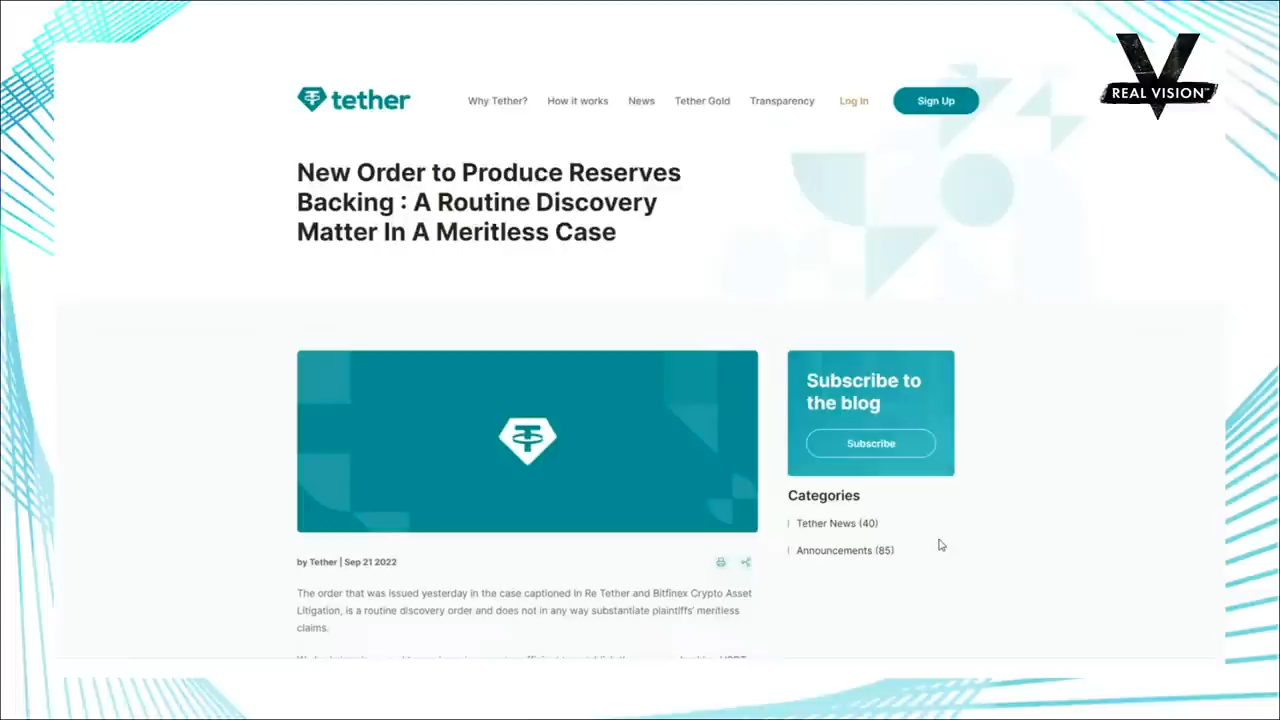 REAL VISION™
tether
Why Tether? How it works News Tether Gold Transparency Log In Sign Up
New Order to Produce Reserves
Backing : A Routine Discovery
Matter In A Meritless Case
Subscribe to
the blog
Subscribe
Categories
Tether News (40)
Announcements (85)
by Tether | Sep 21 2022
The order that was issued yesterday in the case captioned In Re Tether and Bitfinex Crypto Asset
Litigation, is a routine discovery order and does not in any way substantiate plaintiffs' meritless
claims.